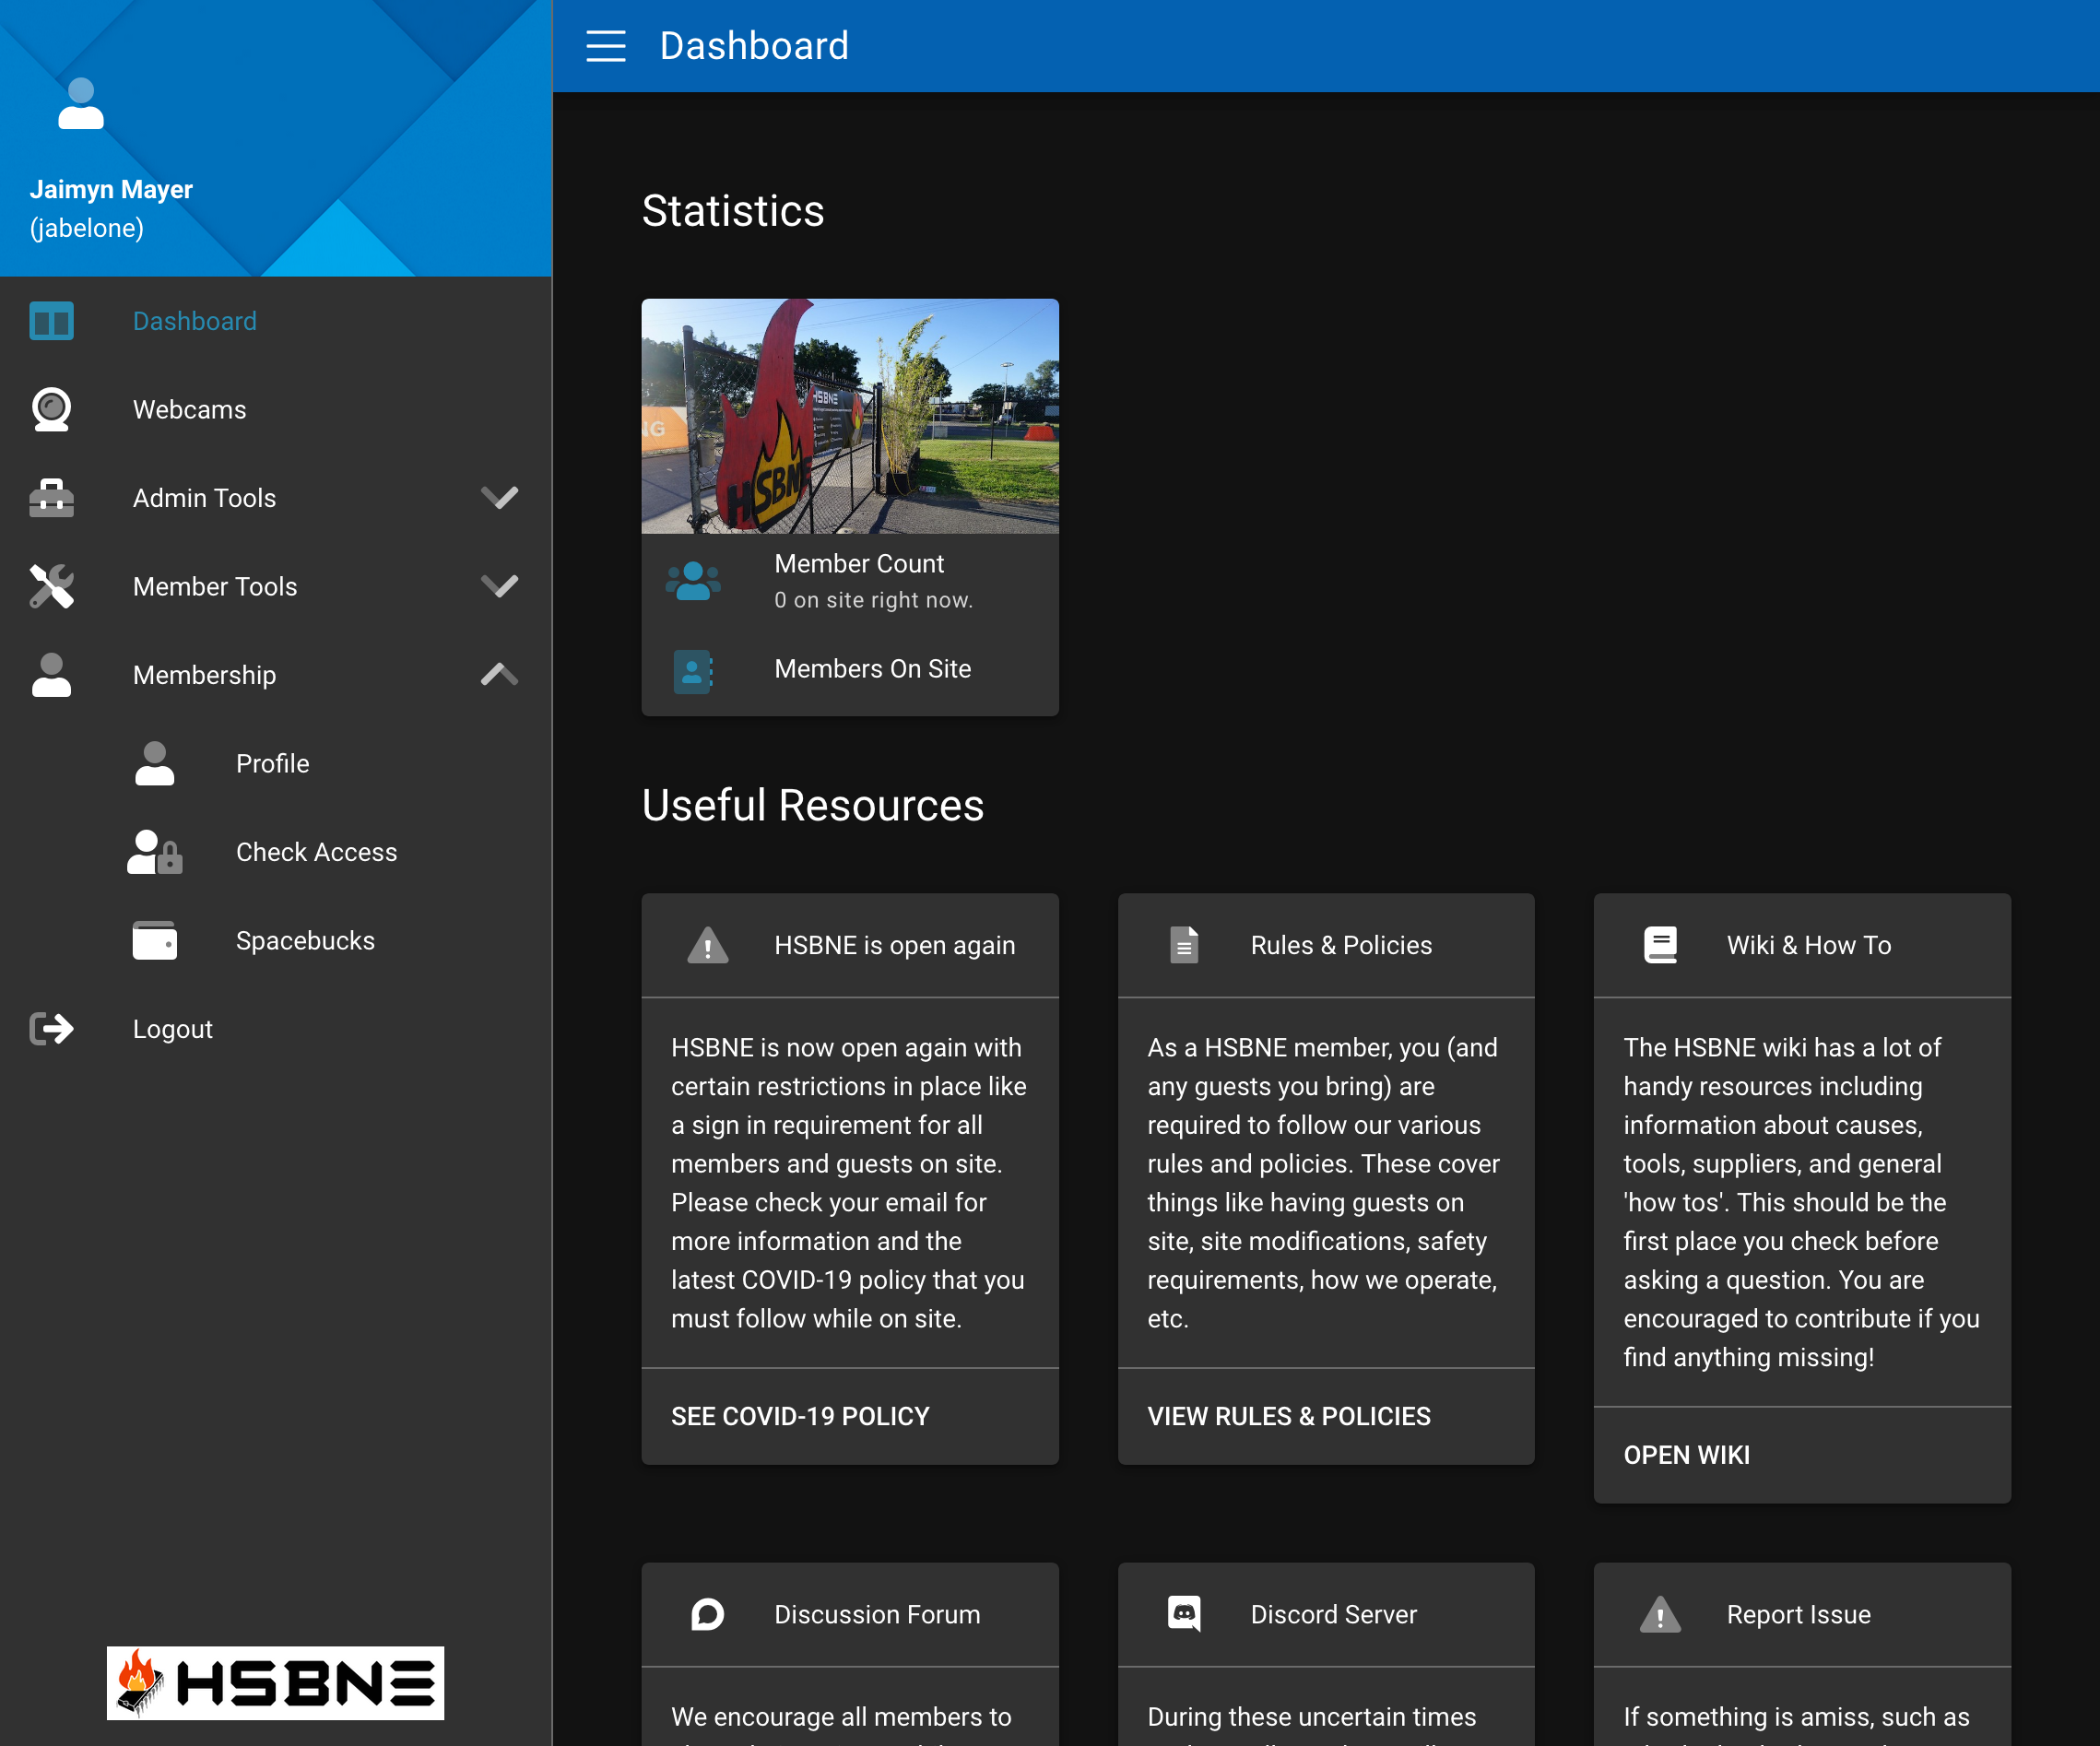 Jaimyn Mayer
(jabelone)
Dashboard
Webcams
Admin Tools
Member Tools
Membership
Profile
Check Access
Spacebucks
Logout
HSBNE
Dashboard
Statistics
NG
HSBNE
HSBNE
Member Count
0 on site right now.
Members On Site
Useful Resources
HSBNE is open again
HSBNE is now open again with
certain restrictions in place like
a sign in requirement for all
members and guests on site.
Please check your email for
more information and the
latest COVID-19 policy that you
must follow while on site.
SEE COVID-19 POLICY
Rules & Policies
As a HSBNE member, you (and
any guests you bring) are
required to follow our various
rules and policies. These cover
things like having guests on
site, site modifications, safety
requirements, how we operate,
etc.
VIEW RULES & POLICIES
Wiki & How To
The HSBNE wiki has a lot of
handy resources including
information about causes,
tools, suppliers, and general
'how tos'. This should be the
first place you check before
asking a question. You are
encouraged to contribute if you
find anything missing!
OPEN WIKI
Discussion Forum
We encourage all members to
Discord Server
During these uncertain times
Report Issue
If something is amiss, such as